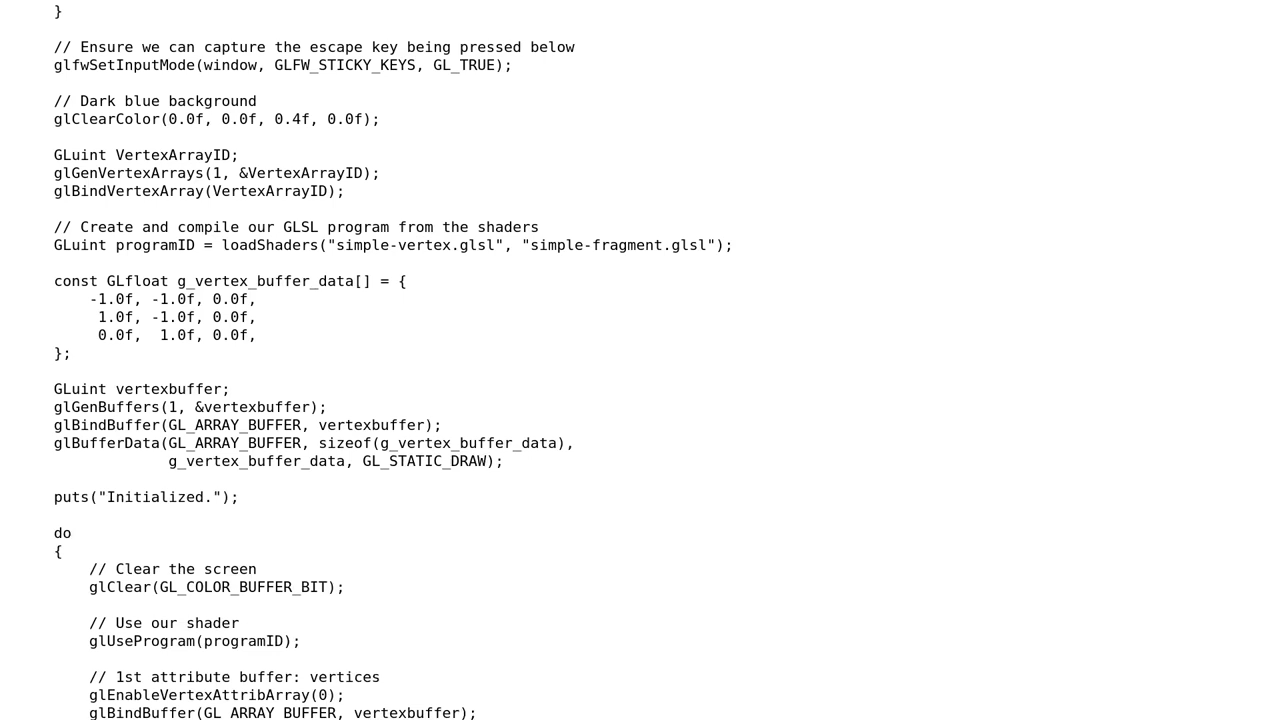 }
// Ensure we can capture the escape key being pressed below
glfwSetInputMode(window, GLFW_STICKY_KEYS, GL_TRUE);
// Dark blue background
glClearColor(0.0f, 0.0f, 0.4f, 0.0f);
GLuint VertexArrayID;
glGenVertexArrays(1, &VertexArrayID);
glBindVertexArray(VertexArrayID);
// Create and compile our GLSL program from the shaders
GLuint programID = loadShaders("simple-vertex.glsl", "simple-fragment.glsl");
const GLfloat g_vertex_buffer_data[] = {
    -1.0f, -1.0f, 0.0f,
     1.0f, -1.0f, 0.0f,
     0.0f,  1.0f, 0.0f,
};
GLuint vertexbuffer;
glGenBuffers(1, &vertexbuffer);
glBindBuffer(GL_ARRAY_BUFFER, vertexbuffer);
glBufferData(GL_ARRAY_BUFFER, sizeof(g_vertex_buffer_data),
             g_vertex_buffer_data, GL_STATIC_DRAW);
puts("Initialized.");
do
{
    // Clear the screen
    glClear(GL_COLOR_BUFFER_BIT);
    // Use our shader
    glUseProgram(programID);
    // 1st attribute buffer: vertices
    glEnableVertexAttribArray(0);
    glBindBuffer(GL_ARRAY_BUFFER, vertexbuffer);